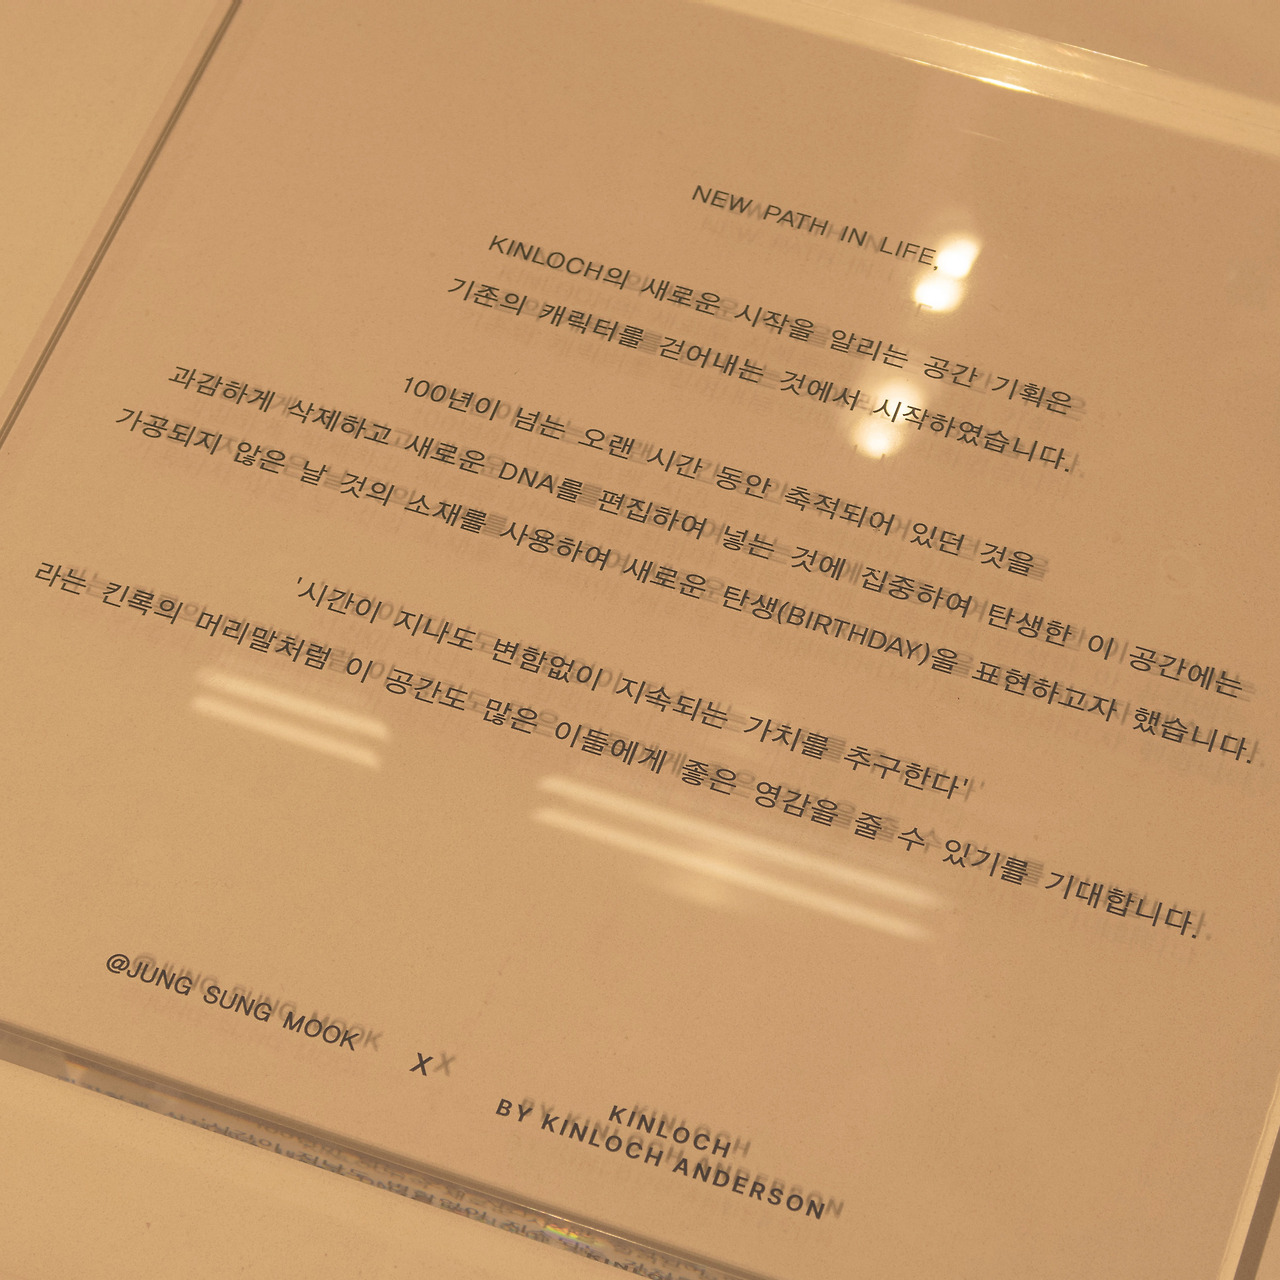 NEW PATH IN LIFE,
KINLOCH의 새로운 시작을 알리는 공간 기획은
기존의 캐릭터를 걷어내는 것에서 시작하였습니다.
100년이 넘는 오랜 시간 동안 축적되어 있던 것을
과감하게 삭제하고 새로운 DNA를 편집하여 넣는 것에 집중하여 탄생한 이 공간에는
가공되지 않은 날 것의 소재를 사용하여 새로운 탄생(BIRTHDAY)을 표현하고자 했습니다.
'시간이 지나도 변함없이 지속되는 가치를 추구한다'
라는 킨록의 머리말처럼 이 공간도 많은 이들에게 좋은 영감을 줄 수 있기를 기대합니다.
@JUNG SUNG MOOK
X
KINLOCH
BY KINLOCH ANDERSON